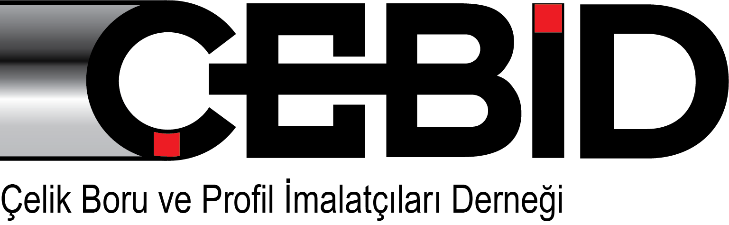 ÇEBİD
Çelik Boru ve Profil İmalatçıları Derneği